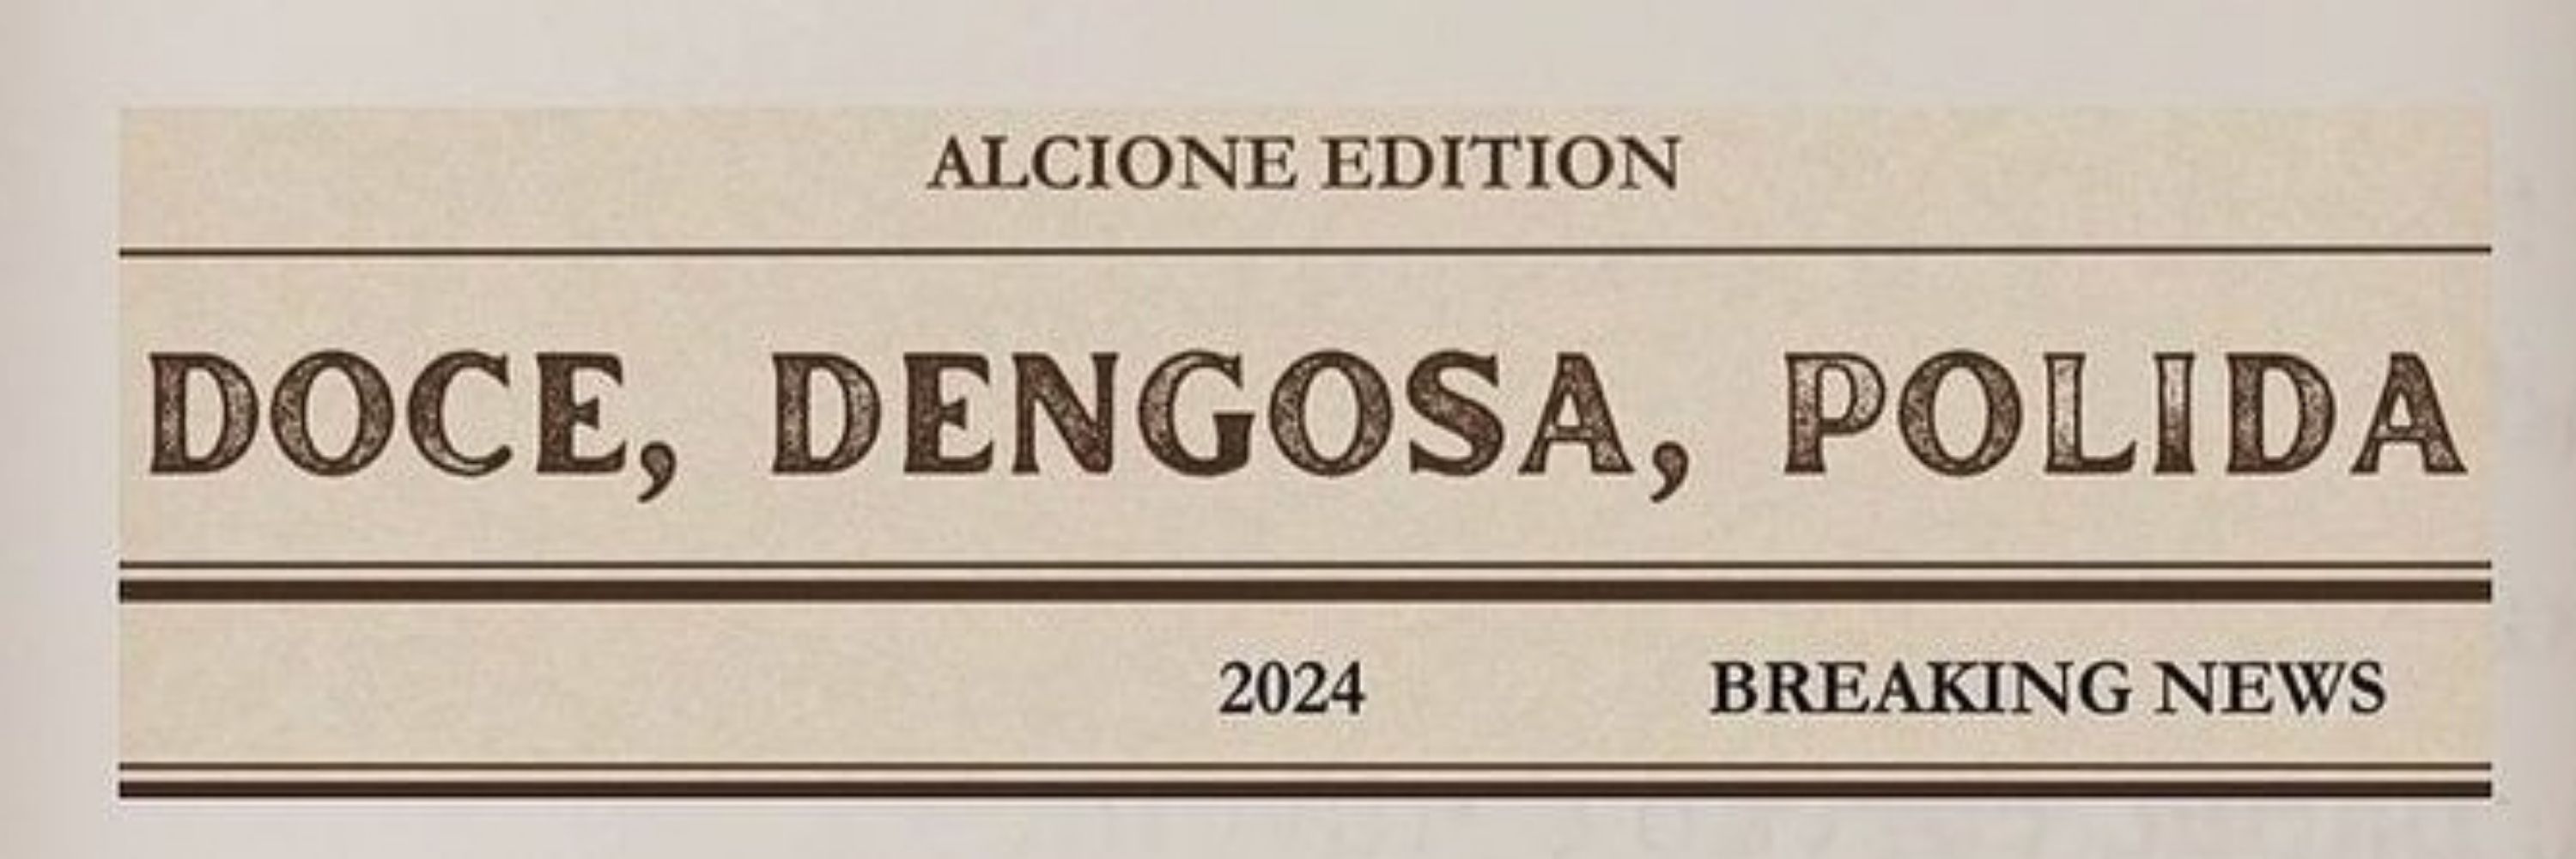 ALCIONE EDITION
DOCE, DENGOSA, POLIDA
2024 BREAKING NEWS